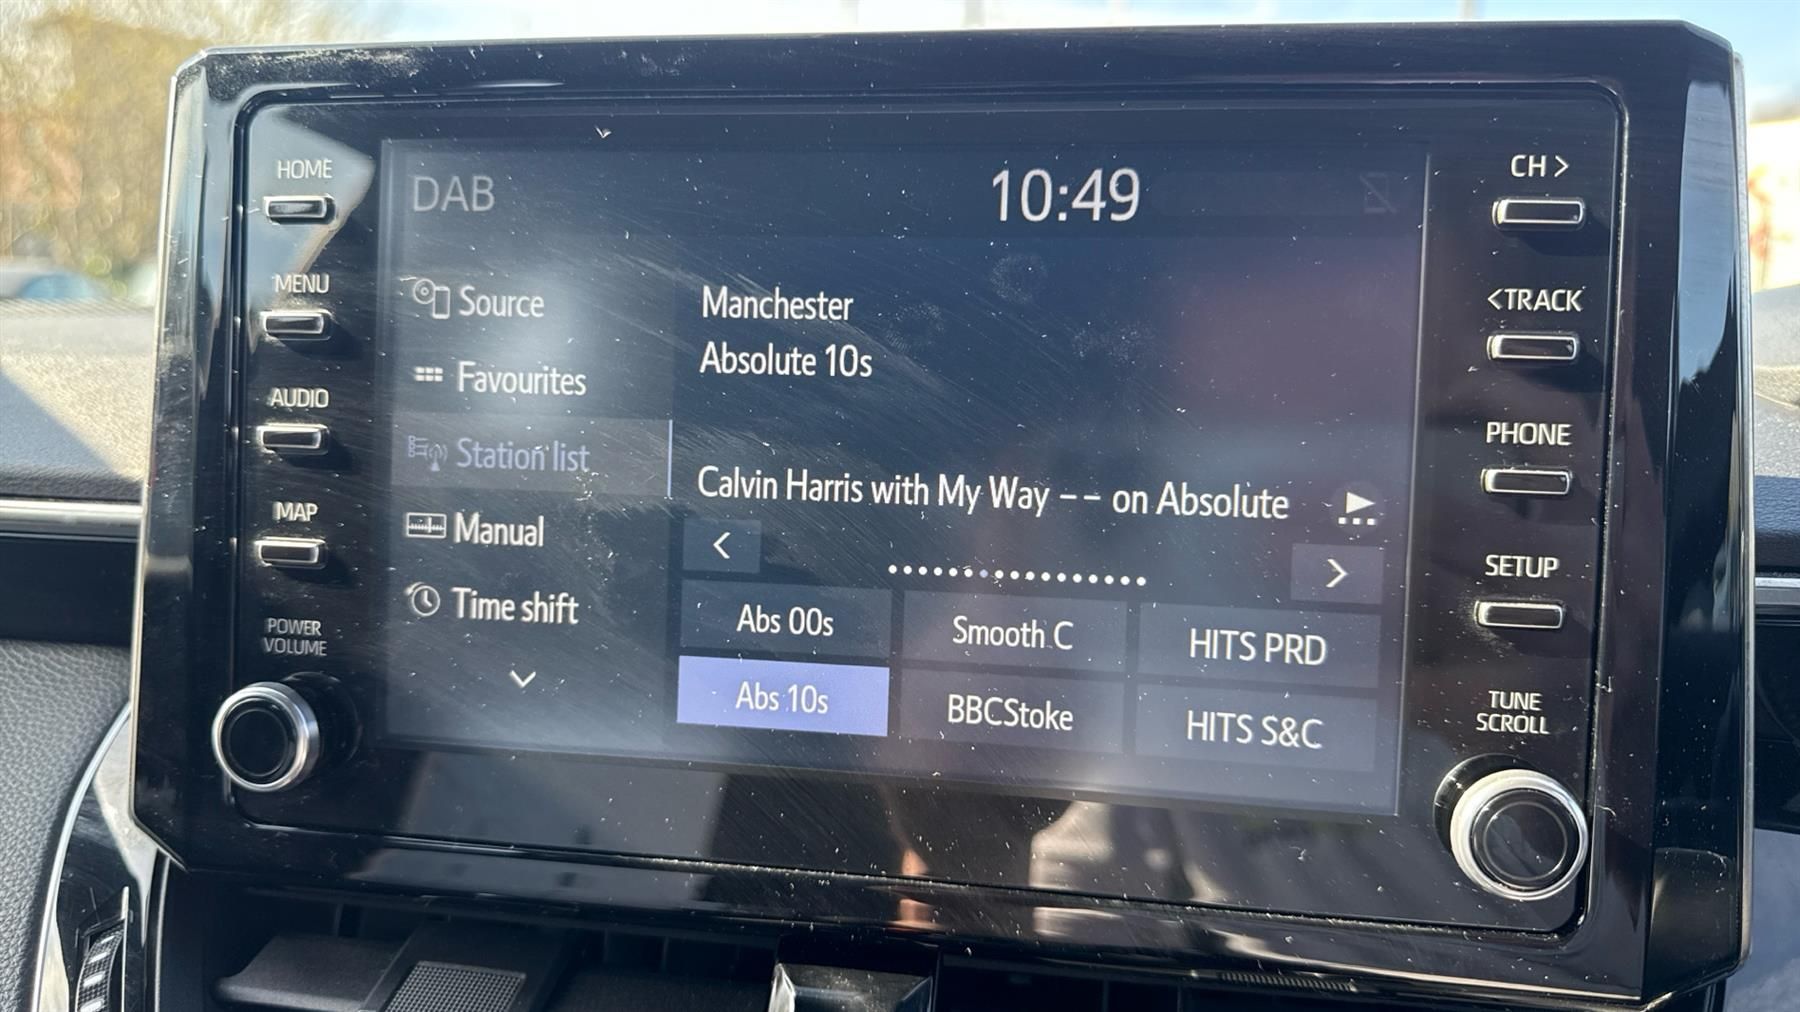 HOME
MENU
AUDIO
MAP
POWER
VOLUME
DAB
10:49
Source
Favourites
Station list
Manual
Time shift
Manchester
Absolute 10s
Calvin Harris with My Way -- on Absolute
Abs 00s
Smooth C
HITS PRD
Abs 10s
BBCStoke
HITS S&C
CH >
<TRACK
PHONE
SETUP
TUNE
SCROLL